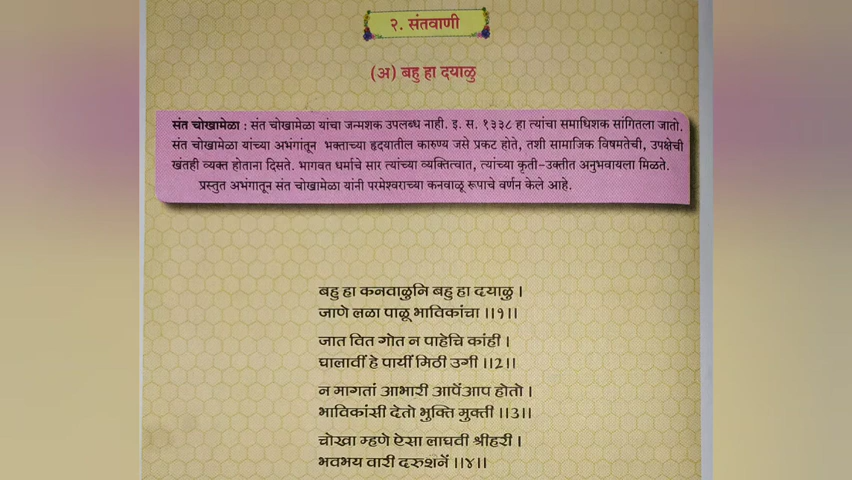 २. संतवाणी
(अ) बहु हा दयाळु
संत चोखामेळा : संत चोखामेळा यांचा जन्मशक उपलब्ध नाही. इ. स. १३३८ हा त्यांचा समाधिशक सांगितला जातो.
संत चोखामेळा यांच्या अभंगांतून भक्ताच्या हृदयातील कारुण्य जसे प्रकट होते, तशी सामाजिक विषमतेची, उपक्षेची
खंतही व्यक्त होताना दिसते. भागवत धर्माचे सार त्यांच्या व्यक्तित्वात, त्यांच्या कृती-उक्तीत अनुभवायला मिळते.
प्रस्तुत अभंगातून संत चोखामेळा यांनी परमेश्वराच्या कनवाळू रूपाचे वर्णन केले आहे.
बहु हा कनवाळुनि बहु हा दयाळु ।
जाणे लळा पाळू भाविकांचा ।।१।।
जात वित गोत न पाहेचि कांही ।
घालावीं हे पायीं मिठी उगी ।।2।।
न मागतां आभारी आपेंआप होतो ।
भाविकांसी देतो भुक्ति मुक्ती ।।3।।
चोखा म्हणे ऐसा लाघवी श्रीहरी ।
भवभय वारी दरुशनें ।।४।।